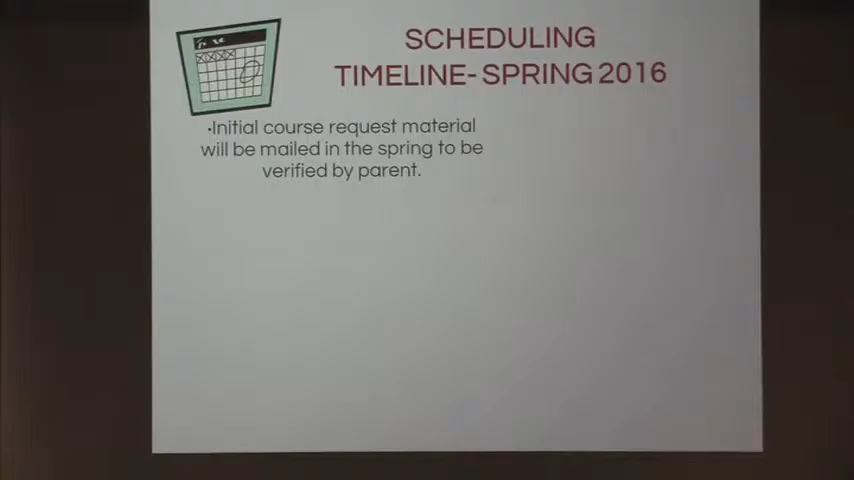 SCHEDULING
TIMELINE- SPRING 2016
•Initial course request material
will be mailed in the spring to be
verified by parent.